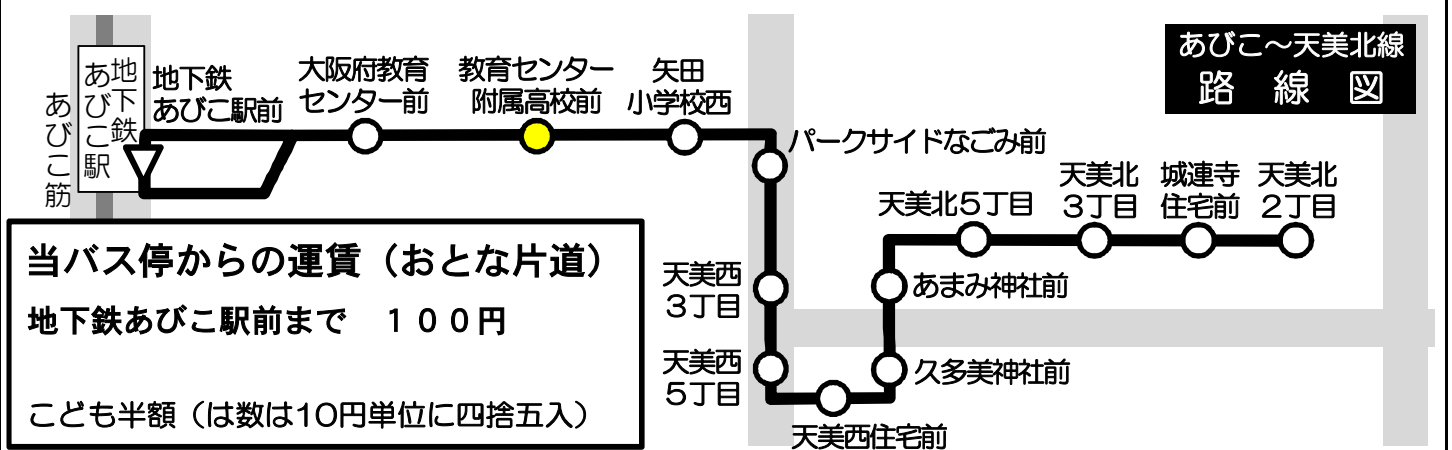 あびこ～天美北線
路線図
地下鉄
あびこ駅
あびこ筋
地下鉄
あびこ駅前
大阪府教育
センター前
教育センター
附属高校前
矢田
小学校西
パークサイドなごみ前
天美西
３丁目
天美西
５丁目
天美西住宅前
久多美神社前
あまみ神社前
天美北５丁目
天美北
３丁目
城連寺
住宅前
天美北
２丁目
当バス停からの運賃（おとな片道）
地下鉄あびこ駅前まで　１００円
こども半額（は数は10円単位に四捨五入）